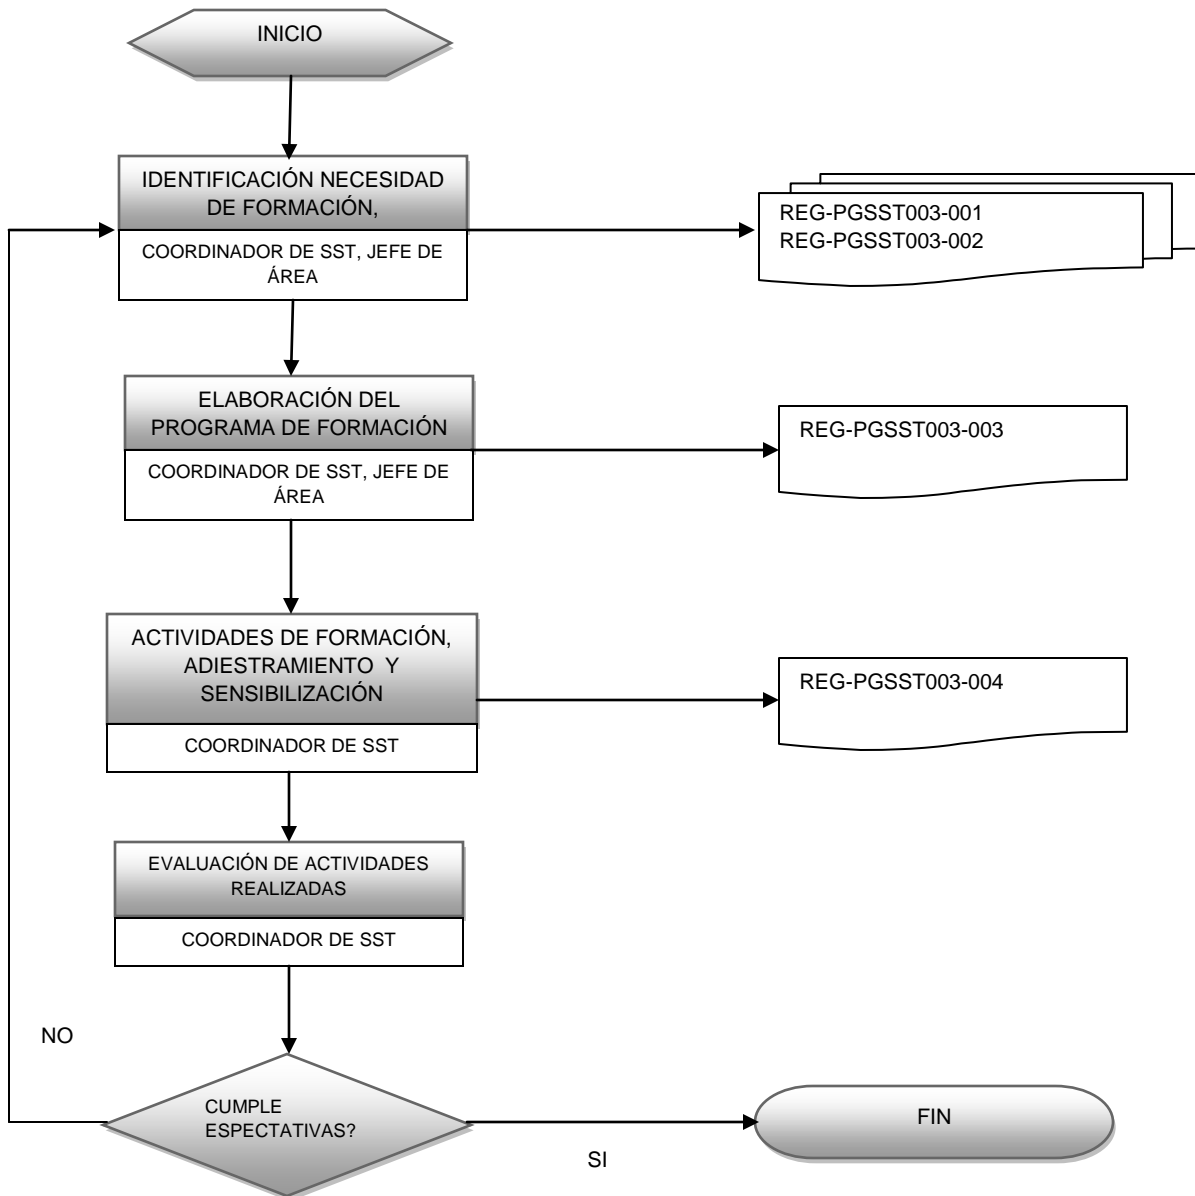 INICIO
IDENTIFICACIÓN NECESIDAD
DE FORMACIÓN,
COORDINADOR DE SST, JEFE DE
ÁREA
REG-PGSST003-001
REG-PGSST003-002
ELABORACIÓN DEL
PROGRAMA DE FORMACIÓN
COORDINADOR DE SST, JEFE DE
ÁREA
REG-PGSST003-003
ACTIVIDADES DE FORMACIÓN,
ADIESTRAMIENTO Y
SENSIBILIZACIÓN
COORDINADOR DE SST
REG-PGSST003-004
EVALUACIÓN DE ACTIVIDADES
REALIZADAS
COORDINADOR DE SST
NO
CUMPLE
ESPECTATIVAS?
SI
FIN